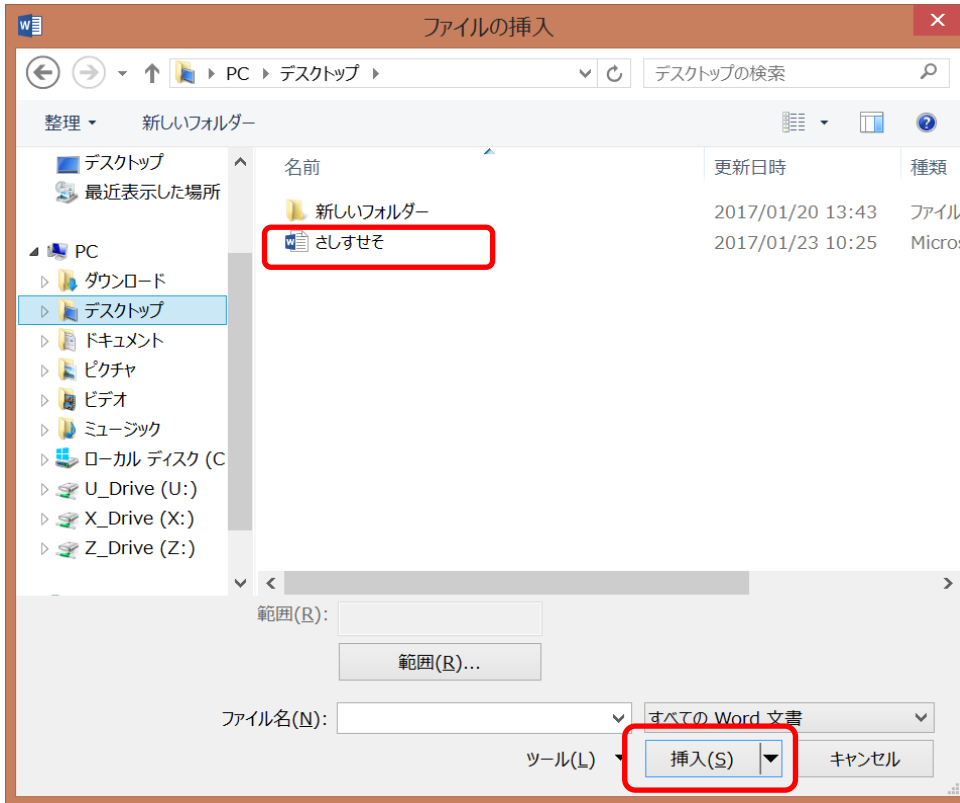 ファイルの挿入
PC デスクトップ
デスクトップの検索
整理 新しいフォルダー
デスクトップ
最近表示した場所
PC
ダウンロード
デスクトップ
ドキュメント
ピクチャ
ビデオ
ミュージック
ローカル ディスク (C
U_Drive (U:)
X_Drive (X:)
Z_Drive (Z:)
名前 更新日時 種類
新しいフォルダー 2017/01/20 13:43 ファイル
さしすせそ 2017/01/23 10:25 Micros
範囲(R):
範囲(R)...
ファイル名(N): すべての Word 文書
ツール(L) 挿入(S) キャンセル